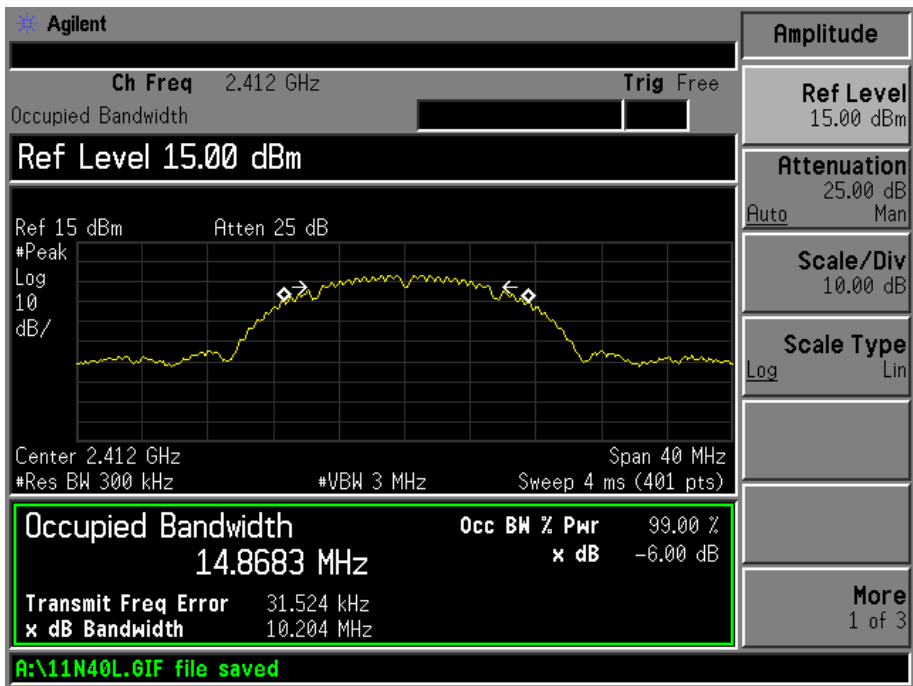 Agilent
Ch Freq 2.412 GHz Trig Free
Occupied Bandwidth
Ref Level 15.00 dBm
Ref 15 dBm Atten 25 dB
#Peak
Log
10
dB/
Center 2.412 GHz Span 40 MHz
#Res BW 300 kHz #VBW 3 MHz Sweep 4 ms (401 pts)
Occupied Bandwidth Occ BW % Pwr 99.00 %
14.8683 MHz x dB -6.00 dB
Transmit Freq Error 31.524 kHz
x dB Bandwidth 10.204 MHz
A:\11N40L.GIF file saved
Amplitude
Ref Level
15.00 dBm
Attenuation
25.00 dB
Auto Man
Scale/Div
10.00 dB
Scale Type
Log Lin
More
1 of 3